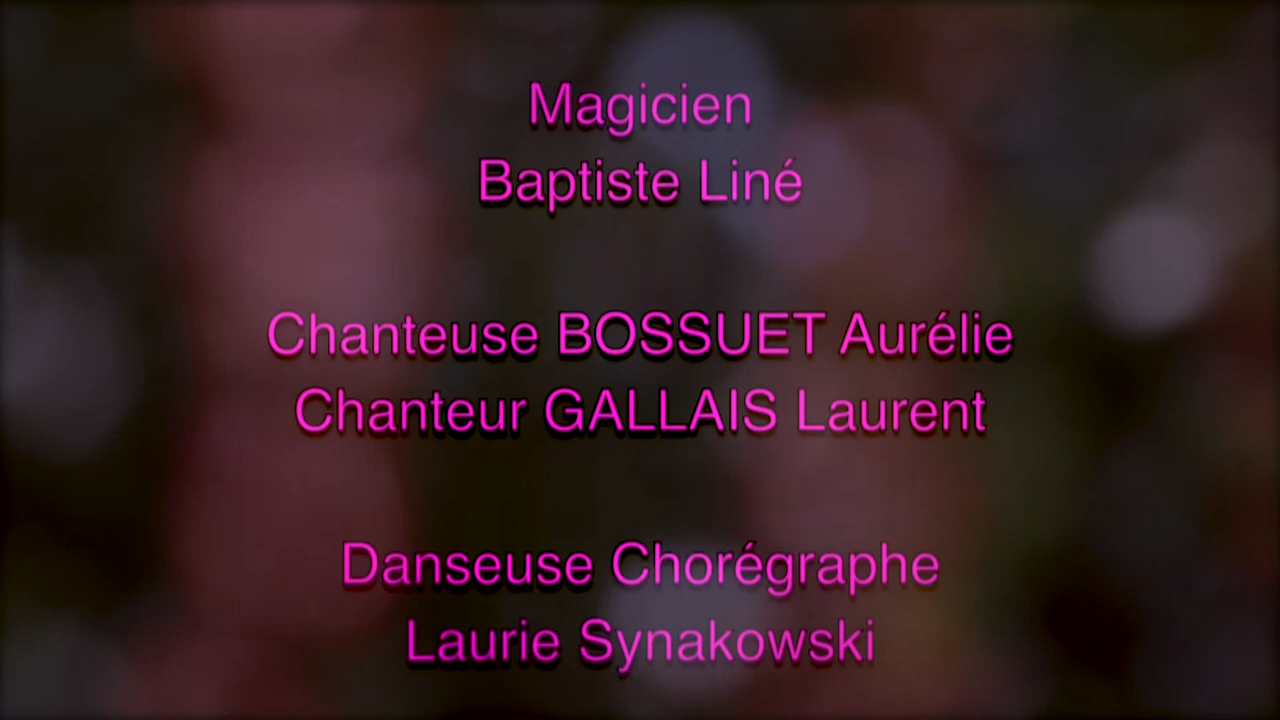 Magicien
Baptiste Liné
Chanteuse BOSSUET Aurélie
Chanteur GALLAIS Laurent
Danseuse Chorégraphe
Laurie Synakowski